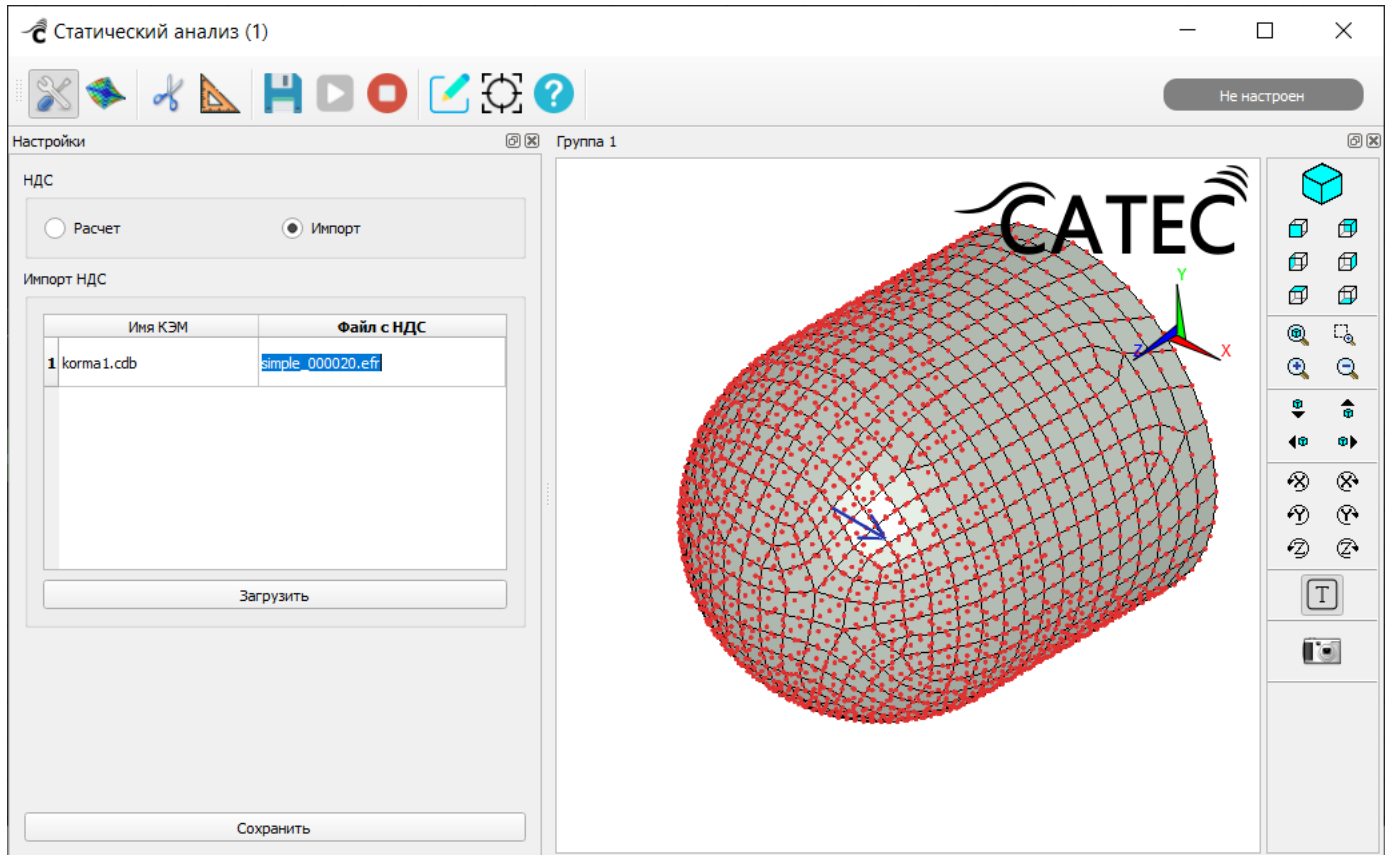 Статический анализ (1)
Не настроен
Настройки
Группа 1
НДС
Расчет
Импорт
Импорт НДС
Имя КЭМ
Файл с НДС
1 korma1.cdb
simple_000020.efr
Загрузить
Сохранить
CATEC
Y
Z
X
X X
Y Y
Z Z
T